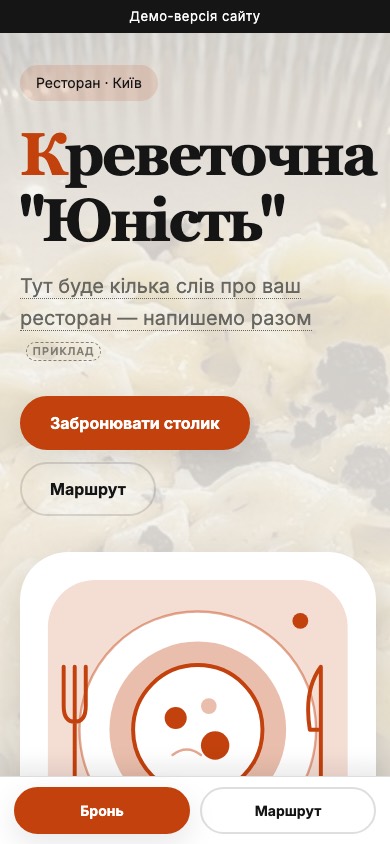 Демо-версія сайту
Ресторан · Київ
Креветочна
"Юність"
Тут буде кілька слів про ваш
ресторан — напишемо разом
ПРИКЛАД
Забронювати столик
Маршрут
Бронь
Маршрут